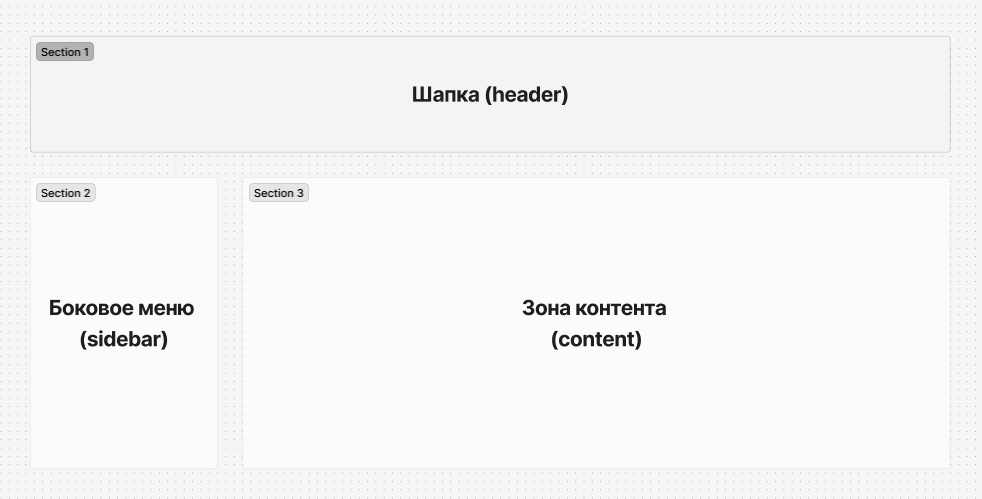 Section 1
Шапка (header)
Section 2
Боковое меню
(sidebar)
Section 3
Зона контента
(content)